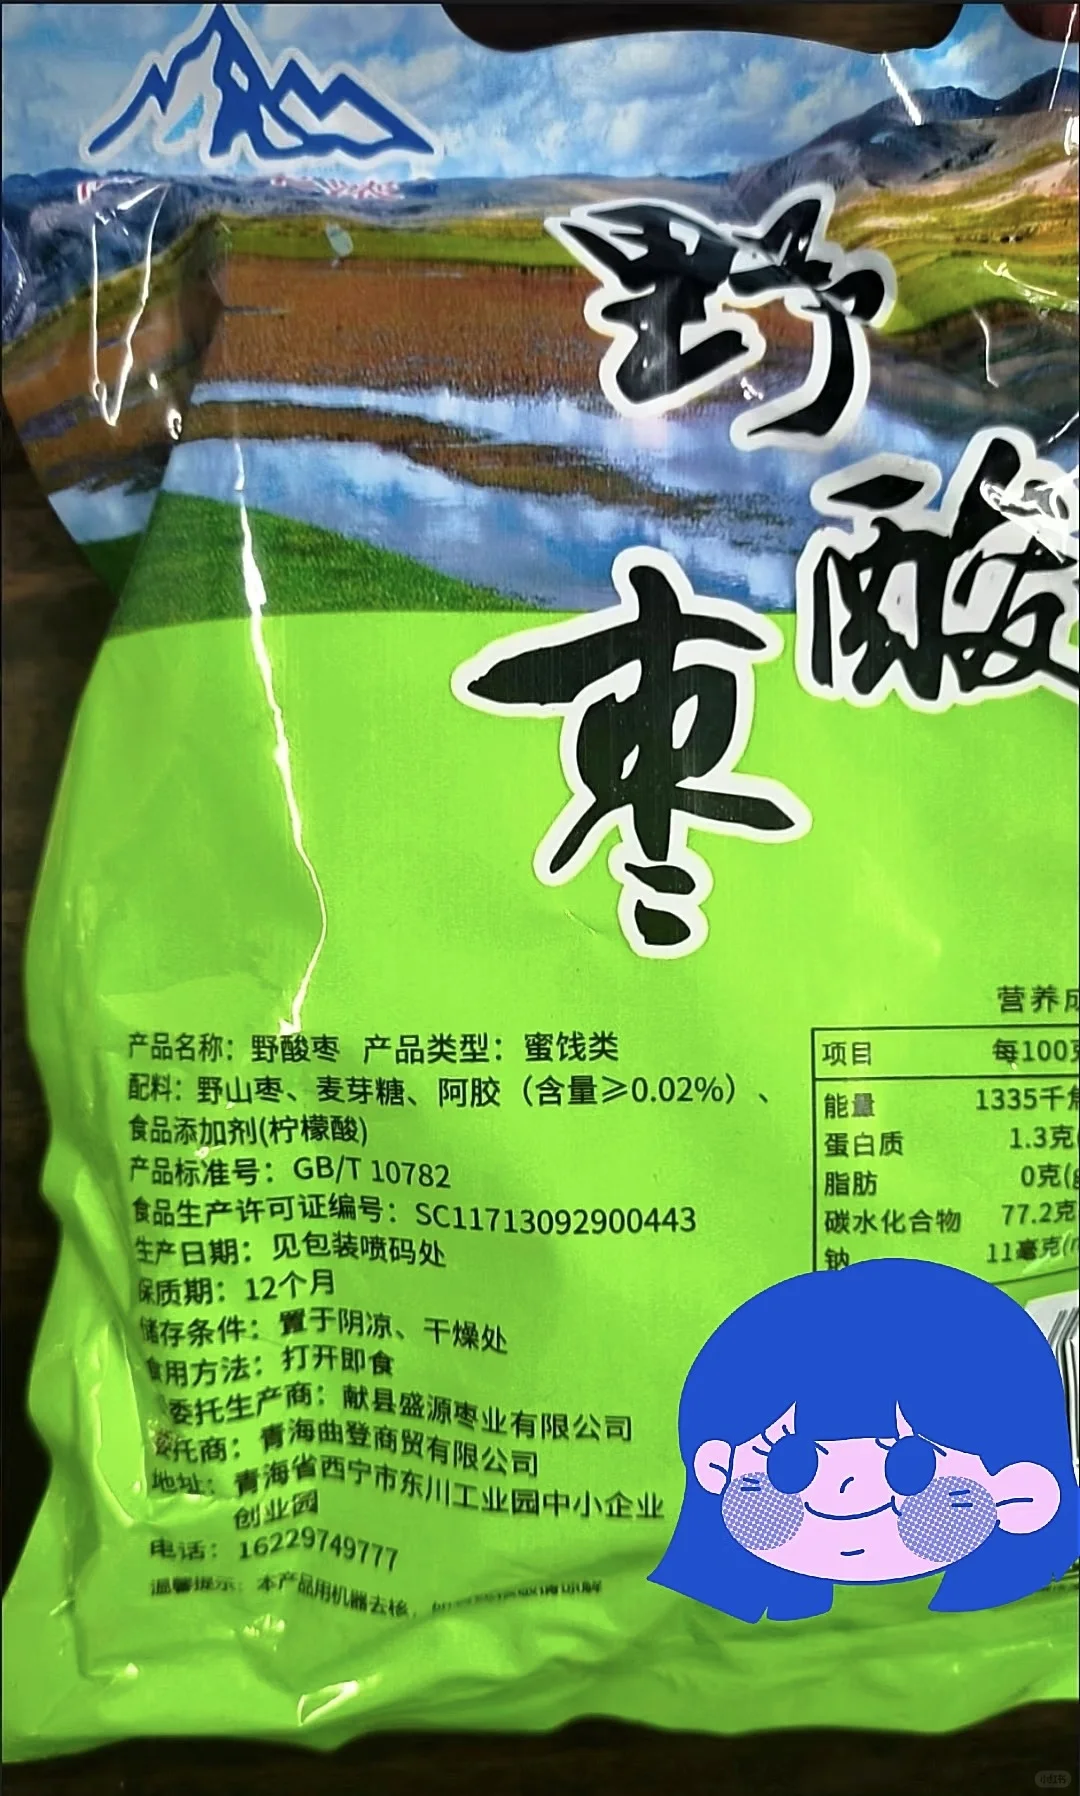 野
酸
枣
产品名称：野酸枣 产品类型：蜜饯类
配料：野山枣、麦芽糖、阿胶（含量≥0.02%）、
食品添加剂(柠檬酸)
产品标准号：GB/T 10782
食品生产许可证编号：SC11713092900443
生产日期：见包装喷码处
保质期：12个月
储存条件：置于阴凉、干燥处
食用方法：打开即食
委托生产商：献县盛源枣业有限公司
委托商：青海曲登商贸有限公司
地址：青海省西宁市东川工业园中小企业
创业园
电话：16229749777
温馨提示：本产品用机器去核，
营养成
项目 每100克
能量 1335千焦
蛋白质 1.3克(
脂肪 0克(g
碳水化合物 77.2克
钠 11毫克(m
小红书